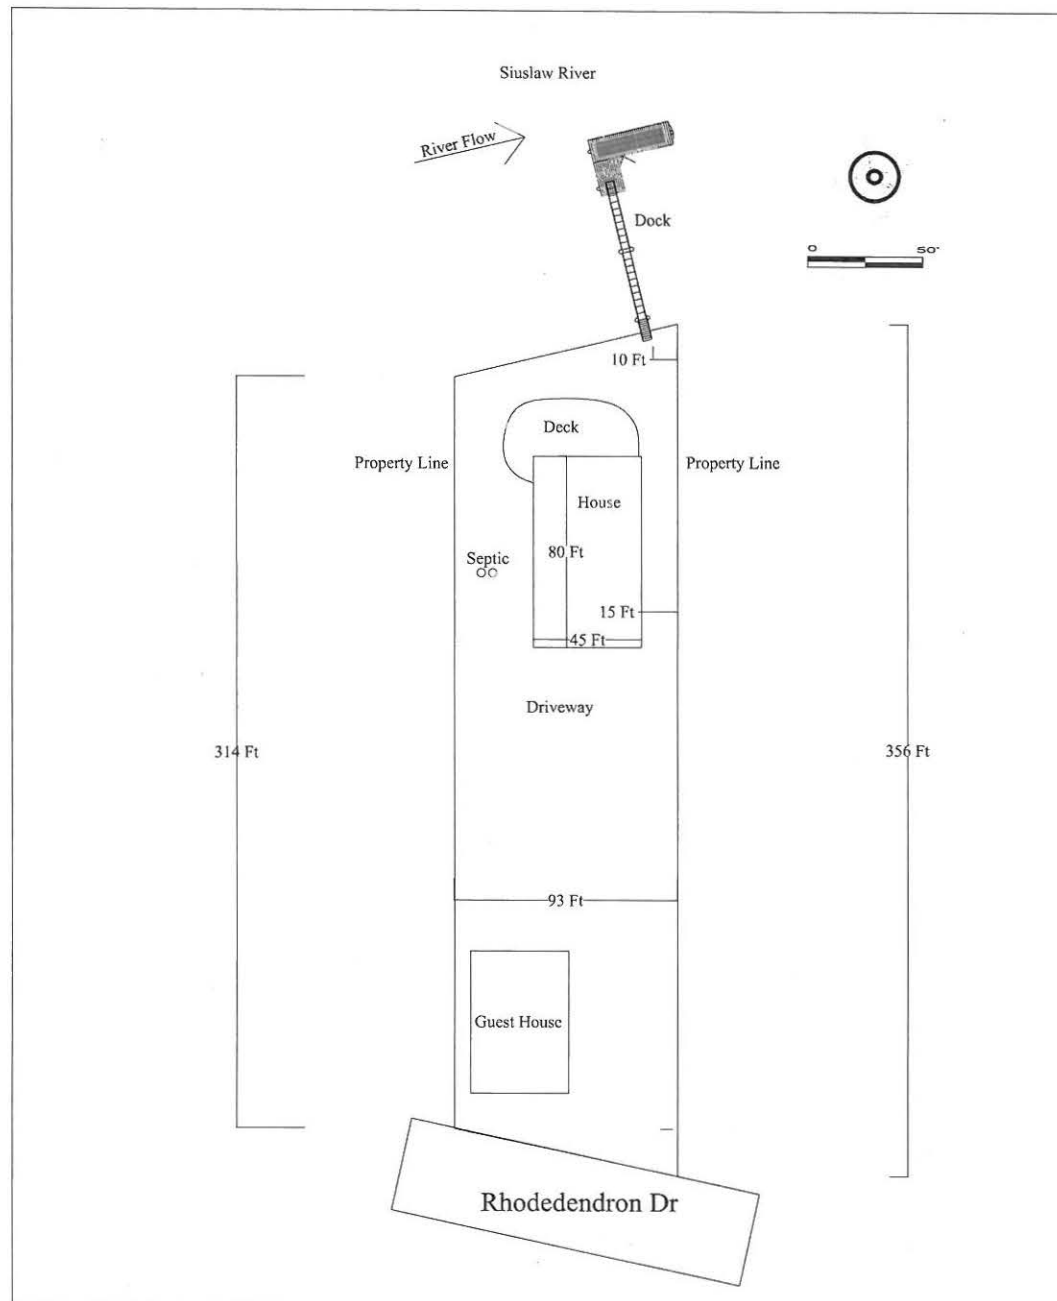 Siuslaw River
River Flow
Dock
0 50'
10 Ft
Deck
Property Line
Property Line
House
80 Ft
Septic
15 Ft
45 Ft
Driveway
314 Ft
356 Ft
93 Ft
Guest House
Rhodedendron Dr